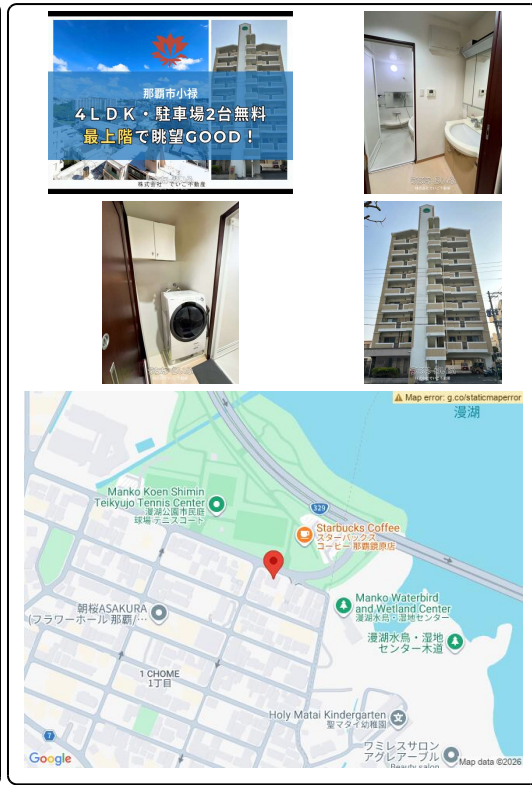 那覇市小禄
4LDK・駐車場2台無料
最上階で眺望GOOD！
株式会社 でいご不動産
Map error: g.co/staticmaperror
漫湖
Manko Koen Shimin
Teikyujo Tennis Center
漫湖公園市民庭
球場 テニスコート
329
Starbucks Coffee
スターバックス
コーヒー 那覇鏡原店
Manko Waterbird
and Wetland Center
漫湖水鳥・湿地センター
朝桜ASAKURA
(フラワーホール 那覇/…
漫湖水鳥・湿地
センター木道
1 CHOME
1丁目
Holy Matai Kindergarten
聖マタイ幼稚園
7
ワミレスサロン
アグレアーブル
Beauty salon
Google
Map data ©2026